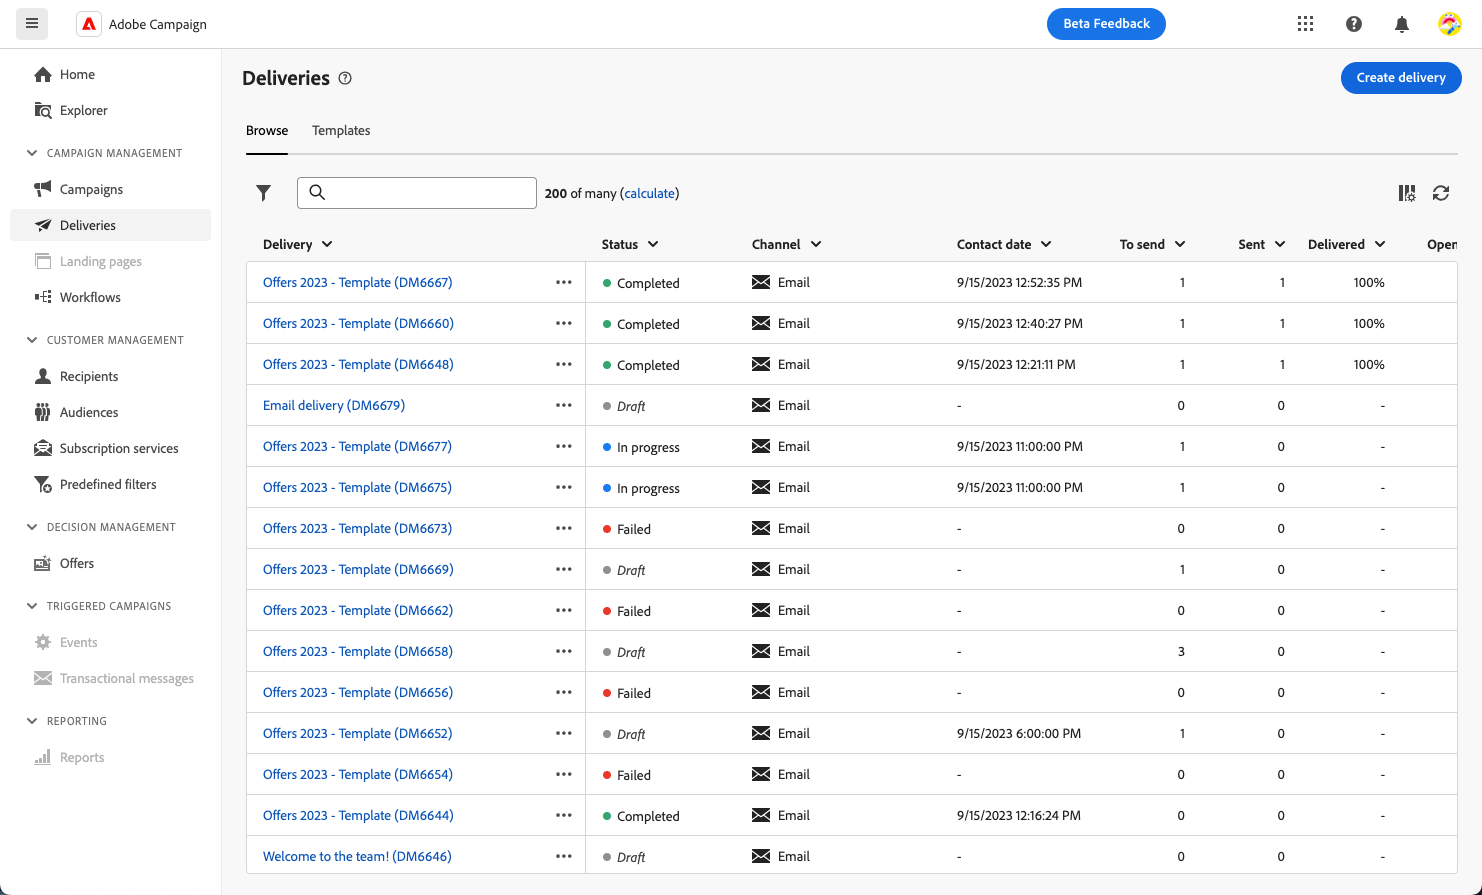 Adobe Campaign
Beta Feedback
Home
Explorer
CAMPAIGN MANAGEMENT
Campaigns
Deliveries
Landing pages
Workflows
CUSTOMER MANAGEMENT
Recipients
Audiences
Subscription services
Predefined filters
DECISION MANAGEMENT
Offers
TRIGGERED CAMPAIGNS
Events
Transactional messages
REPORTING
Reports
Deliveries
Create delivery
Browse Templates
200 of many (calculate)
Delivery Status Channel Contact date To send Sent Delivered Open
Offers 2023 - Template (DM6667) ··· Completed Email 9/15/2023 12:52:35 PM 1 1 100%
Offers 2023 - Template (DM6660) ··· Completed Email 9/15/2023 12:40:27 PM 1 1 100%
Offers 2023 - Template (DM6648) ··· Completed Email 9/15/2023 12:21:11 PM 1 1 100%
Email delivery (DM6679) ··· Draft Email - 0 0 -
Offers 2023 - Template (DM6677) ··· In progress Email 9/15/2023 11:00:00 PM 1 0 -
Offers 2023 - Template (DM6675) ··· In progress Email 9/15/2023 11:00:00 PM 1 0 -
Offers 2023 - Template (DM6673) ··· Failed Email - 0 0 -
Offers 2023 - Template (DM6669) ··· Draft Email - 1 0 -
Offers 2023 - Template (DM6662) ··· Failed Email - 0 0 -
Offers 2023 - Template (DM6658) ··· Draft Email - 3 0 -
Offers 2023 - Template (DM6656) ··· Failed Email - 0 0 -
Offers 2023 - Template (DM6652) ··· Draft Email 9/15/2023 6:00:00 PM 1 0 -
Offers 2023 - Template (DM6654) ··· Failed Email - 0 0 -
Offers 2023 - Template (DM6644) ··· Completed Email 9/15/2023 12:16:24 PM 0 0 -
Welcome to the team! (DM6646) ··· Draft Email - 0 0 -